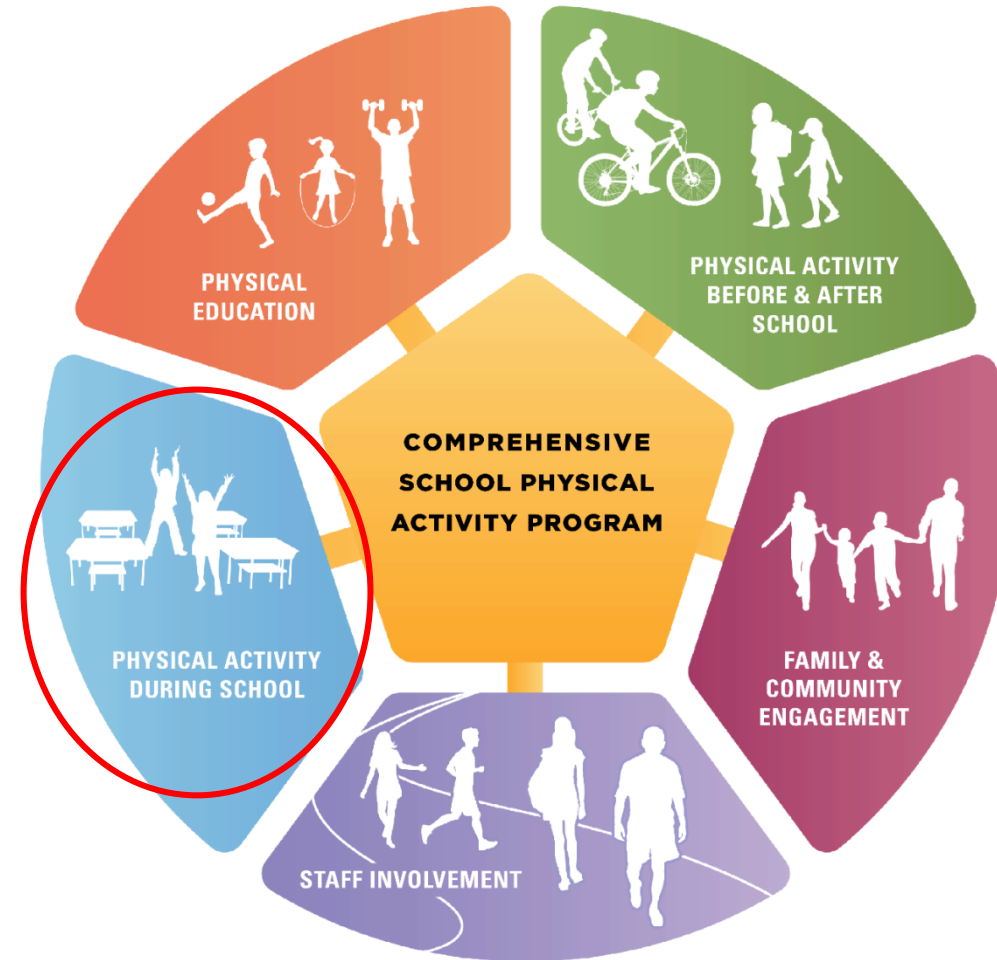 PHYSICAL
EDUCATION
PHYSICAL ACTIVITY
BEFORE & AFTER
SCHOOL
COMPREHENSIVE
SCHOOL PHYSICAL
ACTIVITY PROGRAM
PHYSICAL ACTIVITY
DURING SCHOOL
FAMILY &
COMMUNITY
ENGAGEMENT
STAFF INVOLVEMENT